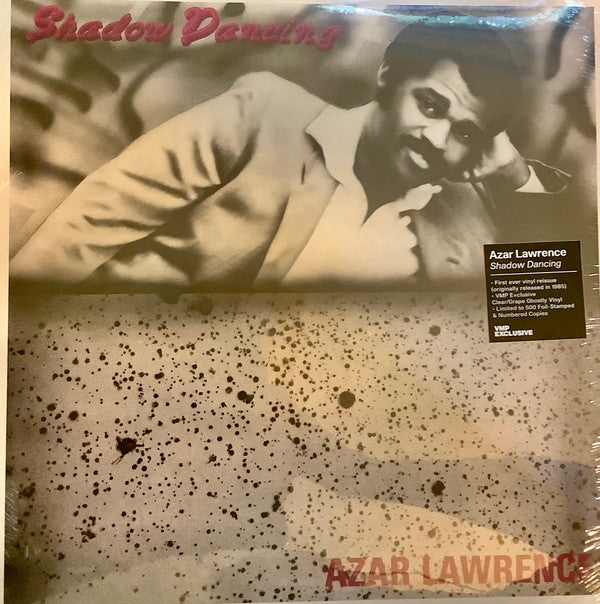 Shadow Dancing
Azar Lawrence
Shadow Dancing
• First ever vinyl reissue
(originally released in 1985)
• VMP Exclusive
Clear/Grape Ghostly Vinyl
• Limited to 500 Foil-Stamped
& Numbered Copies
VMP
EXCLUSIVE
AZAR LAWRENCE